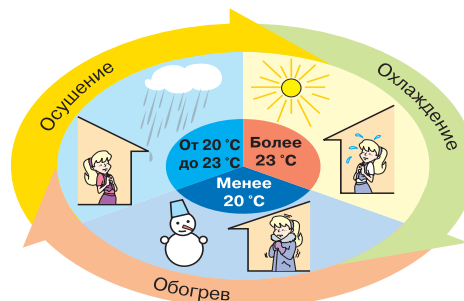 Осушение
Охлаждение
От 20 °C
до 23 °C
Более
23 °C
Менее
20 °C
Обогрев